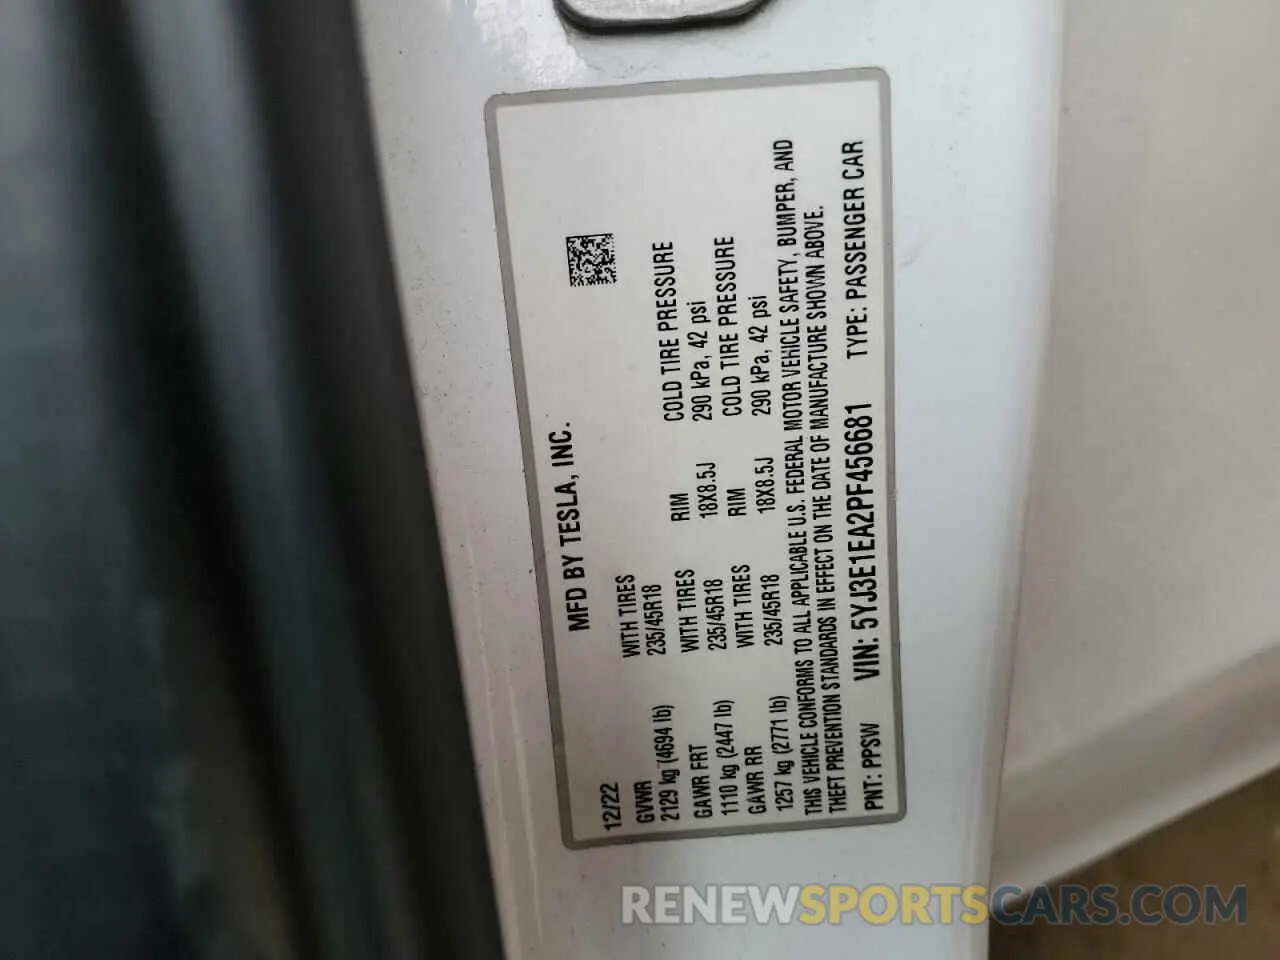 MFD BY TESLA, INC.
12/22
GVWR WITH TIRES
2129 kg (4694 lb) 235/45R18
GAWR FRT WITH TIRES RIM COLD TIRE PRESSURE
1110 kg (2447 lb) 235/45R18 18X8.5J 290 kPa, 42 psi
GAWR RR WITH TIRES RIM COLD TIRE PRESSURE
1257 kg (2771 lb) 235/45R18 18X8.5J 290 kPa, 42 psi
THIS VEHICLE CONFORMS TO ALL APPLICABLE U.S. FEDERAL MOTOR VEHICLE SAFETY, BUMPER, AND
THEFT PREVENTION STANDARDS IN EFFECT ON THE DATE OF MANUFACTURE SHOWN ABOVE.
PNT: PPSW VIN: 5YJ3E1EA2PF456681 TYPE: PASSENGER CAR
RENEWSPORTSCARS.COM